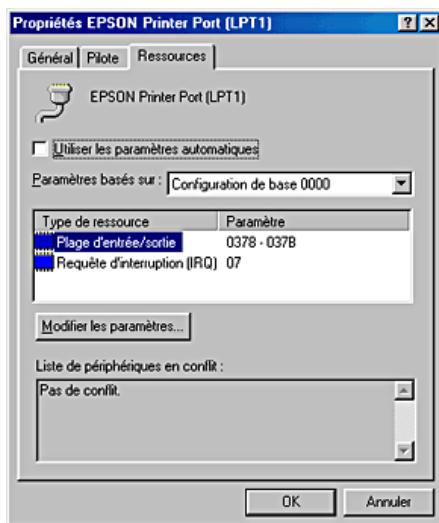 Propriétés EPSON Printer Port (LPT1)
Général Pilote Ressources
EPSON Printer Port (LPT1)
Utiliser les paramètres automatiques
Paramètres basés sur : Configuration de base 0000
Type de ressource Paramètre
Plage d'entrée/sortie 0378 - 037B
Requête d'interruption (IRQ) 07
Modifier les paramètres...
Liste de périphériques en conflit :
Pas de conflit.
OK Annuler